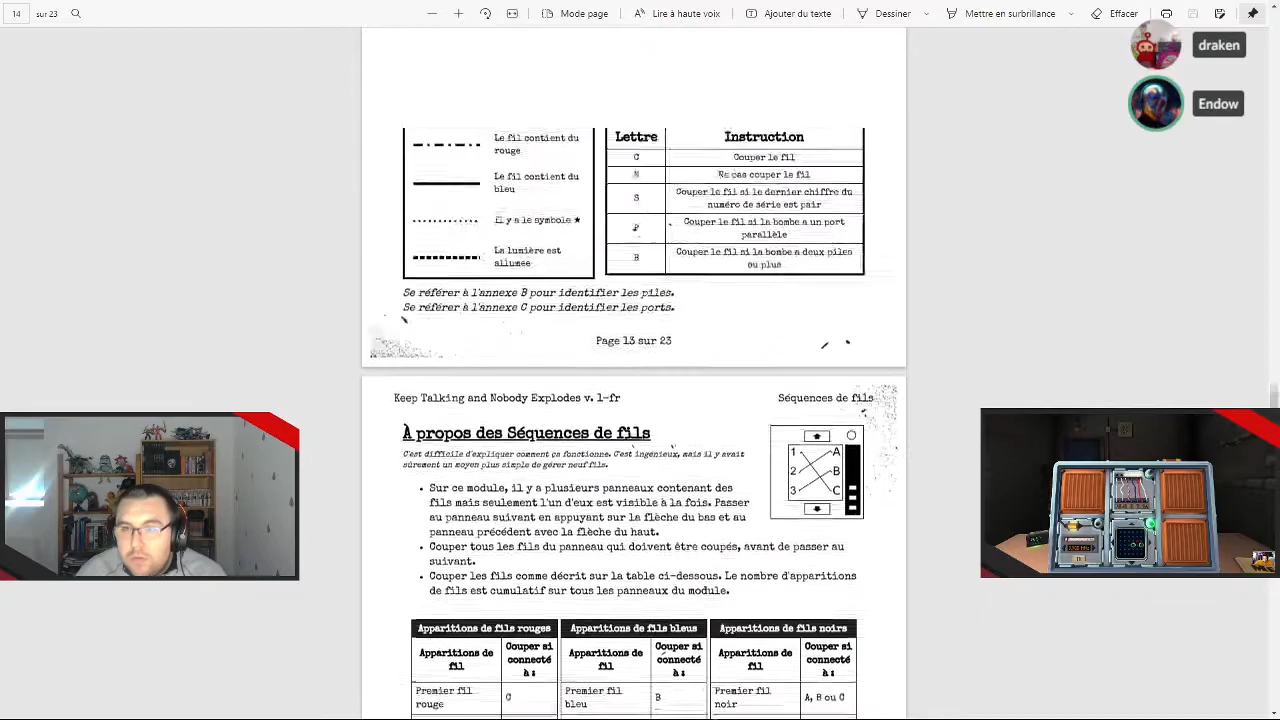 14 sur 23 Mode page Lire à haute voix Ajouter du texte Dessiner Mettre en surbrillance Effacer
draken
Endow
Le fil contient du
rouge
Le fil contient du
bleu
Il y a le symbole ★
La lumière est
allumée
Lettre Instruction
C Couper le fil
N Ne pas couper le fil
S Couper le fil si le dernier chiffre du
numéro de série est pair
P Couper le fil si la bombe a un port
parallèle
B Couper le fil si la bombe a deux piles
ou plus
Se référer à l'annexe B pour identifier les piles.
Se référer à l'annexe C pour identifier les ports.
Page 13 sur 23
Keep Talking and Nobody Explodes v. 1-fr Séquences de fils
À propos des Séquences de fils
C'est difficile d'expliquer comment ça fonctionne. C'est ingénieux, mais il y avait
sûrement un moyen plus simple de gérer neuf fils.
1 A
2 B
3 C
• Sur ce module, il y a plusieurs panneaux contenant des
fils mais seulement l'un d'eux est visible à la fois. Passer
au panneau suivant en appuyant sur la flèche du bas et au
panneau précédent avec la flèche du haut.
• Couper tous les fils du panneau qui doivent être coupés, avant de passer au
suivant.
• Couper les fils comme décrit sur la table ci-dessous. Le nombre d'apparitions
de fils est cumulatif sur tous les panneaux du module.
Apparitions de fils rouges Apparitions de fils bleus Apparitions de fils noirs
Apparitions de
fil
Couper si
connecté
à :
Apparitions de
fil
Couper si
connecté
à :
Apparitions de
fil
Couper si
connecté
à :
Premier fil
rouge
C
Premier fil
bleu
B
Premier fil
noir
A, B ou C